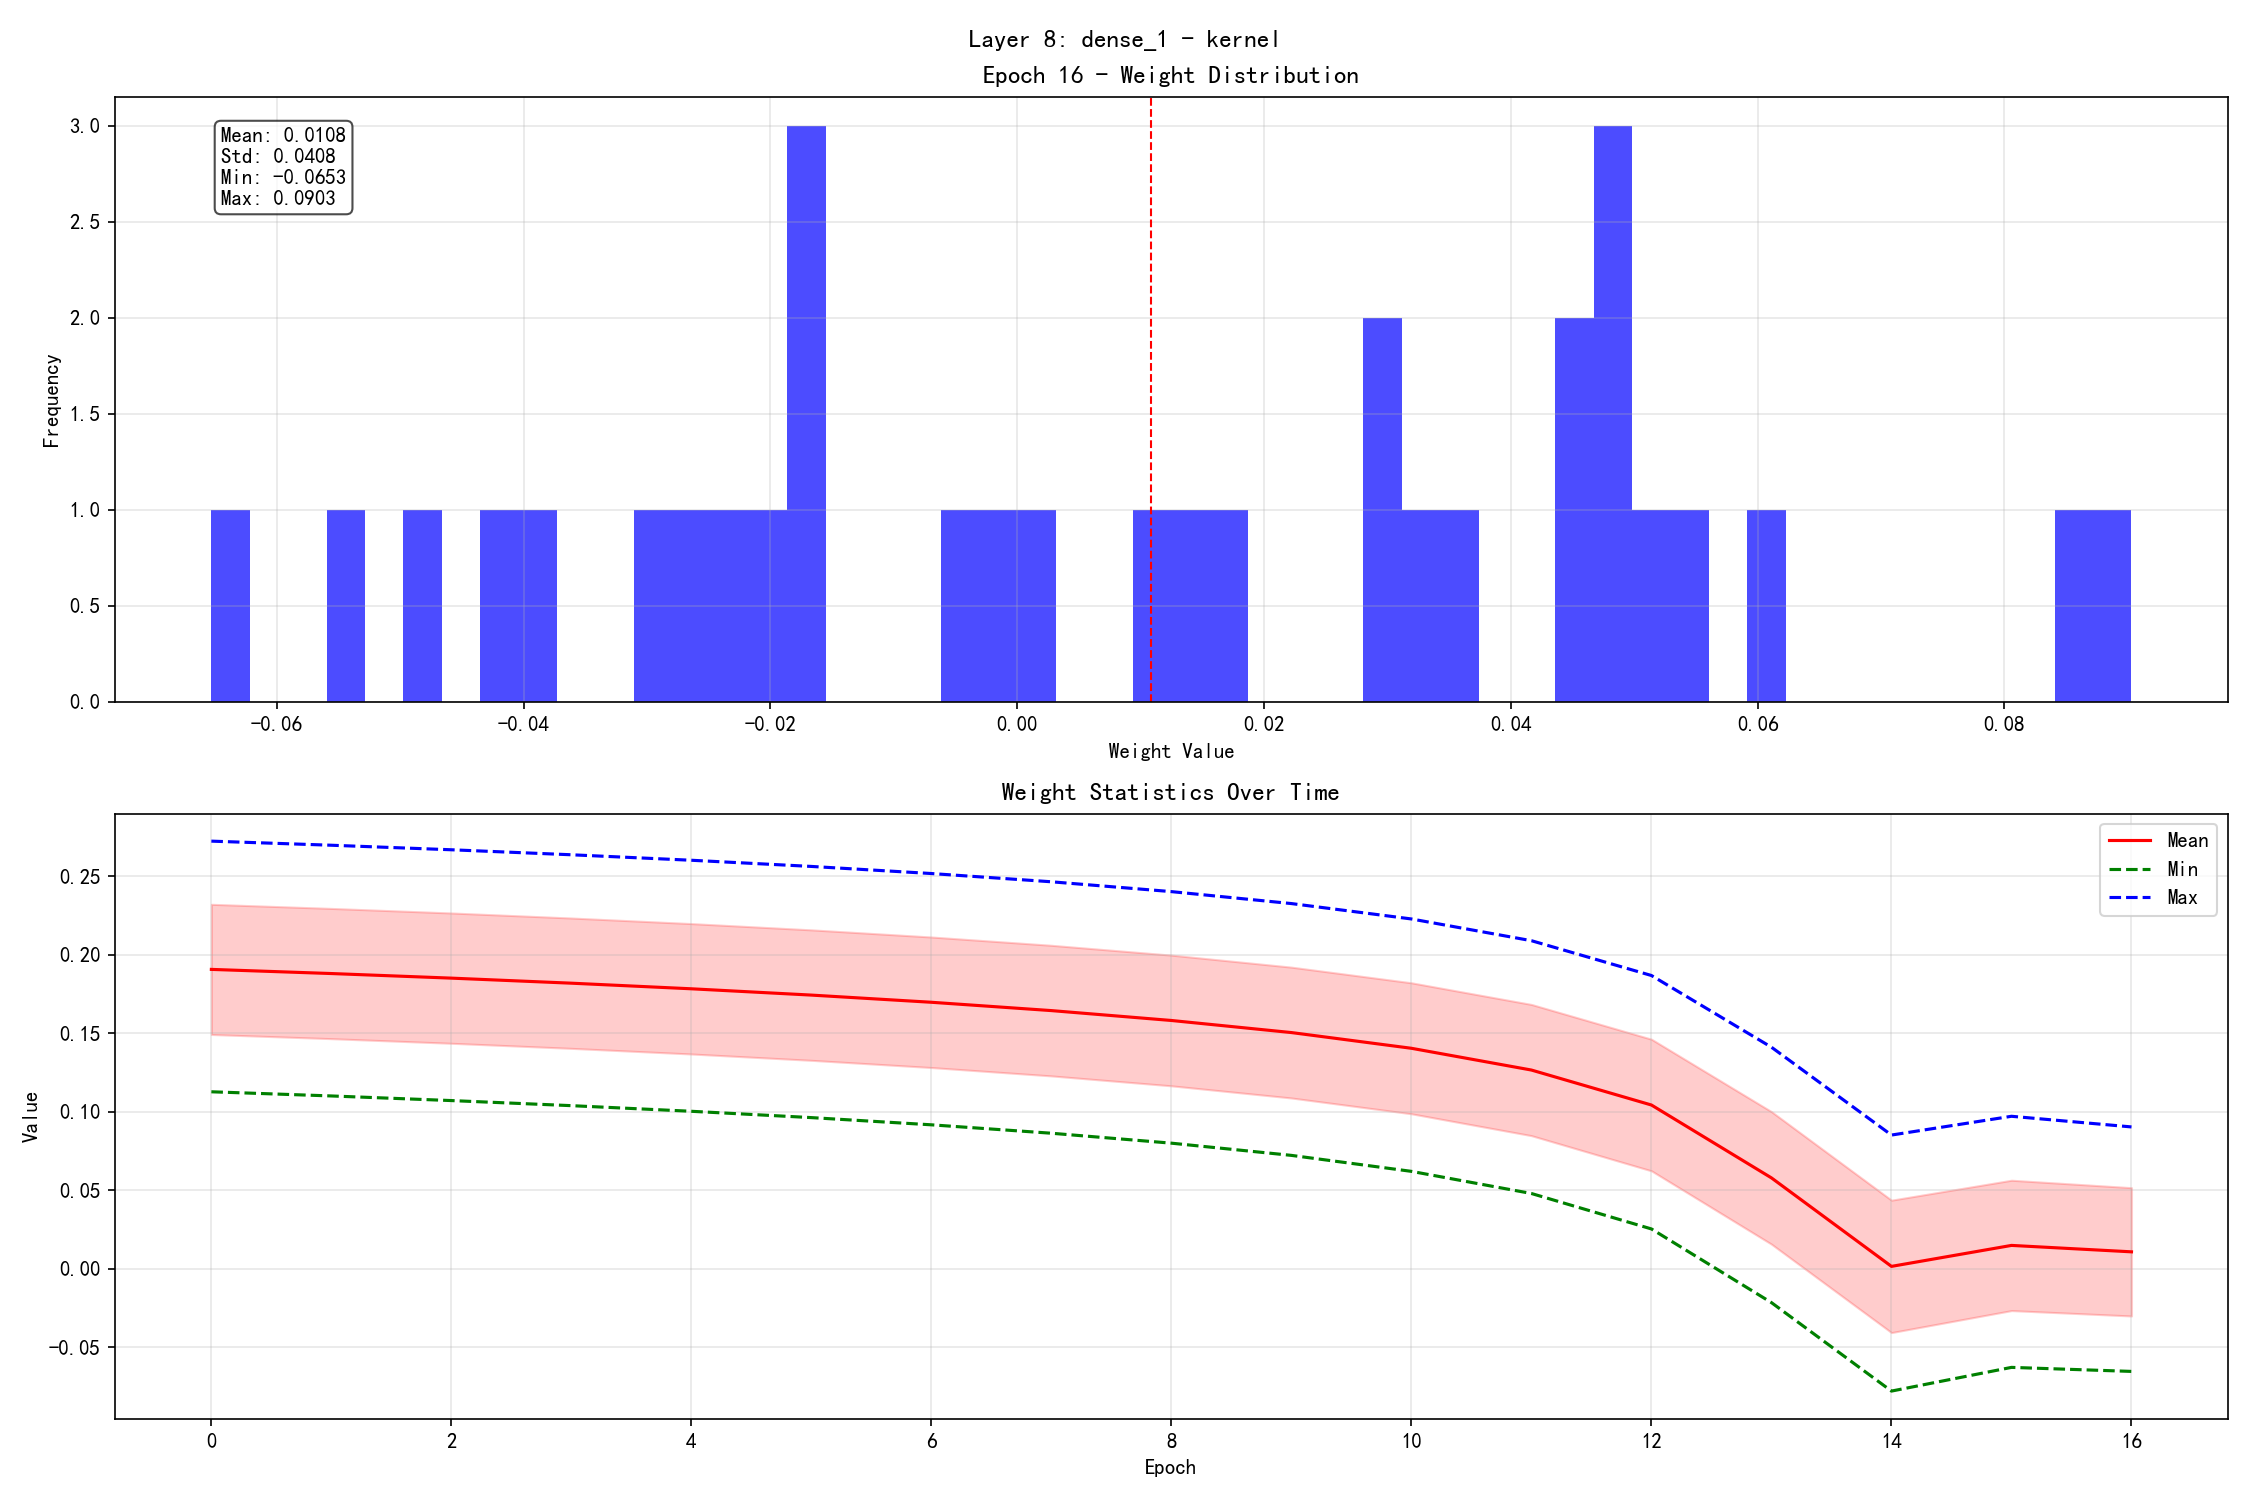 Layer 8: dense_1 - kernel
Epoch 16 - Weight Distribution
Mean: 0.0108
Std: 0.0408
Min: -0.0653
Max: 0.0903
3.0
2.5
2.0
1.5
1.0
0.5
0.0
Frequency
-0.06 -0.04 -0.02 0.00 0.02 0.04 0.06 0.08
Weight Value
Weight Statistics Over Time
Mean
Min
Max
0.25
0.20
0.15
0.10
0.05
0.00
-0.05
Value
0 2 4 6 8 10 12 14 16
Epoch